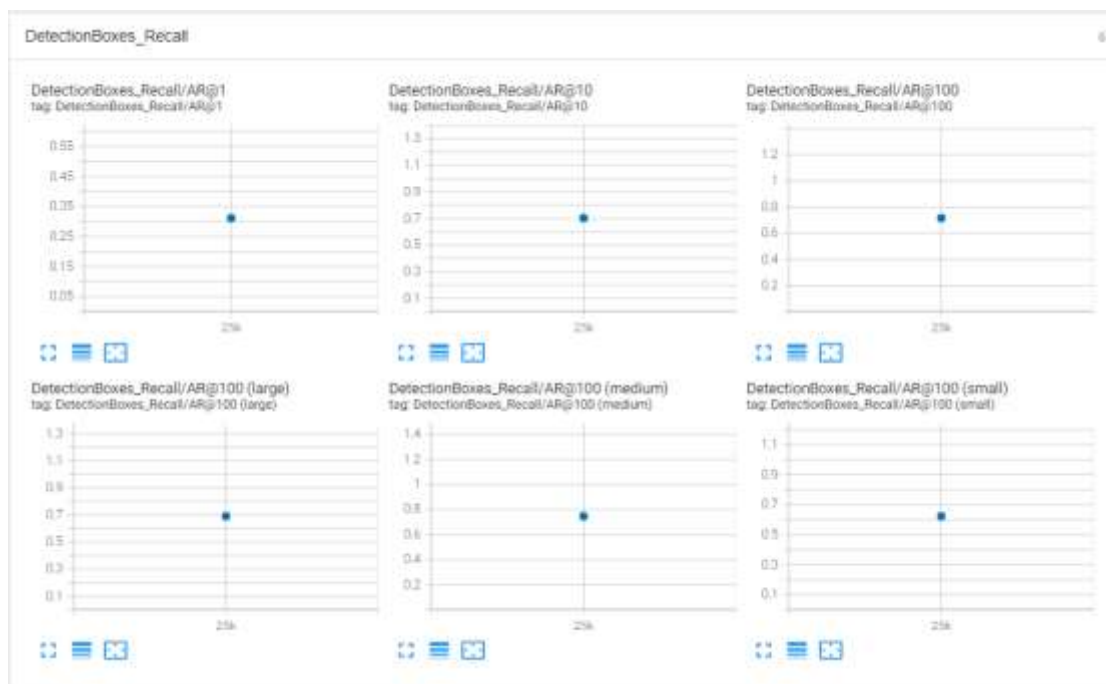 DetectionBoxes_Recall
6
DetectionBoxes_Recall/AR@1
tag: DetectionBoxes_Recall/AR@1
0.55
0.45
0.35
0.25
0.15
0.05
25k
DetectionBoxes_Recall/AR@10
tag: DetectionBoxes_Recall/AR@10
1.3
1.1
0.9
0.7
0.5
0.3
0.1
25k
DetectionBoxes_Recall/AR@100
tag: DetectionBoxes_Recall/AR@100
1.2
1
0.8
0.6
0.4
0.2
25k
DetectionBoxes_Recall/AR@100 (large)
tag: DetectionBoxes_Recall/AR@100 (large)
1.3
1.1
0.9
0.7
0.5
0.3
0.1
25k
DetectionBoxes_Recall/AR@100 (medium)
tag: DetectionBoxes_Recall/AR@100 (medium)
1.4
1.2
1
0.8
0.6
0.4
0.2
25k
DetectionBoxes_Recall/AR@100 (small)
tag: DetectionBoxes_Recall/AR@100 (small)
1.1
0.9
0.7
0.5
0.3
0.1
25k